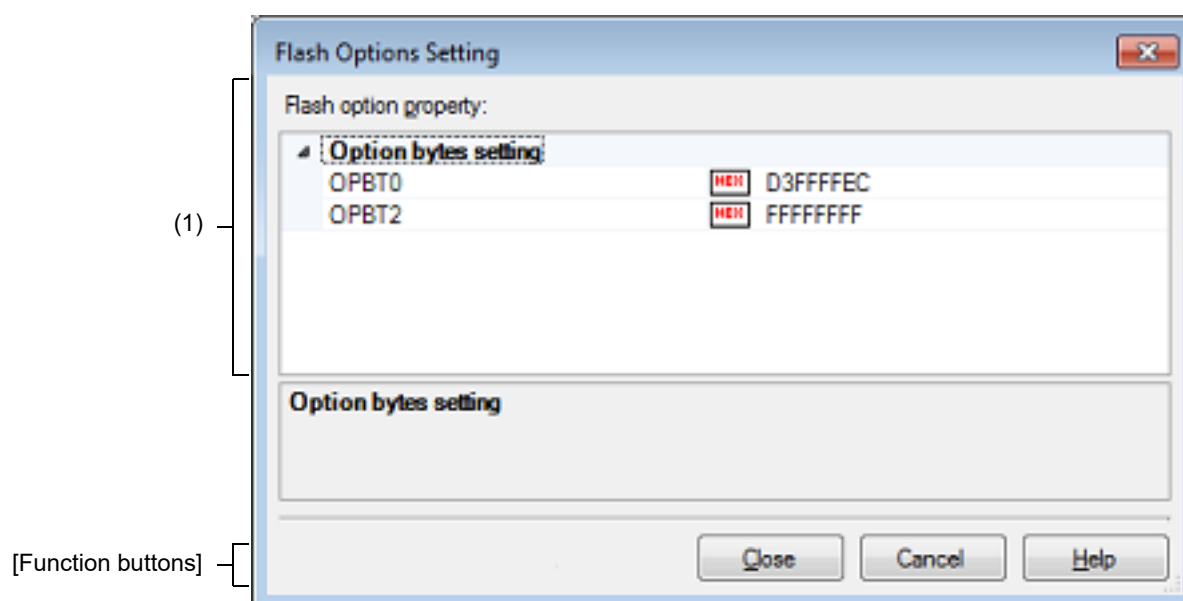 Flash Options Setting
Flash option property:
Option bytes setting
OPBT0 HEX D3FFFFEC
OPBT2 HEX FFFFFFFF
(1)
Option bytes setting
[Function buttons]
Close Cancel Help